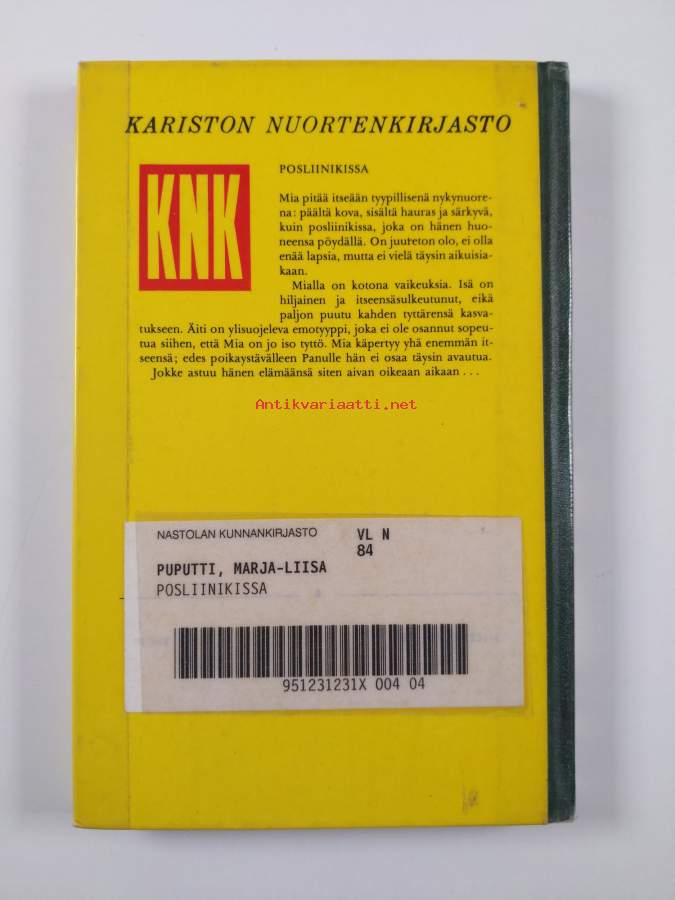 KARISTON NUORTENKIRJASTO
KNK
POSLIINIKISSA
Mia pitää itseään tyypillisenä nykynuore-
na: päältä kova, sisältä hauras ja särkyvä,
kuin posliinikissa, joka on hänen huo-
neensa pöydällä. On juureton olo, ei olla
enää lapsia, mutta ei vielä täysin aikuisia-
kaan.
Mialla on kotona vaikeuksia. Isä on
hiljainen ja itseensäsulkeutunut, eikä
paljon puutu kahden tyttärensä kasva-
tukseen. Äiti on ylisuojeleva emotyyppi, joka ei ole osannut sopeu-
tua siihen, että Mia on jo iso tyttö. Mia käpertyy yhä enemmän it-
seensä; edes poikaystävälleen Panulle hän ei osaa täysin avautua.
Jokke astuu hänen elämäänsä siten aivan oikeaan aikaan . . .
Antikvariaatti.net
NASTOLAN KUNNANKIRJASTO
VL N
84
PUPUTTI, MARJA-LIISA
POSLIINIKISSA
951231231X 004 04